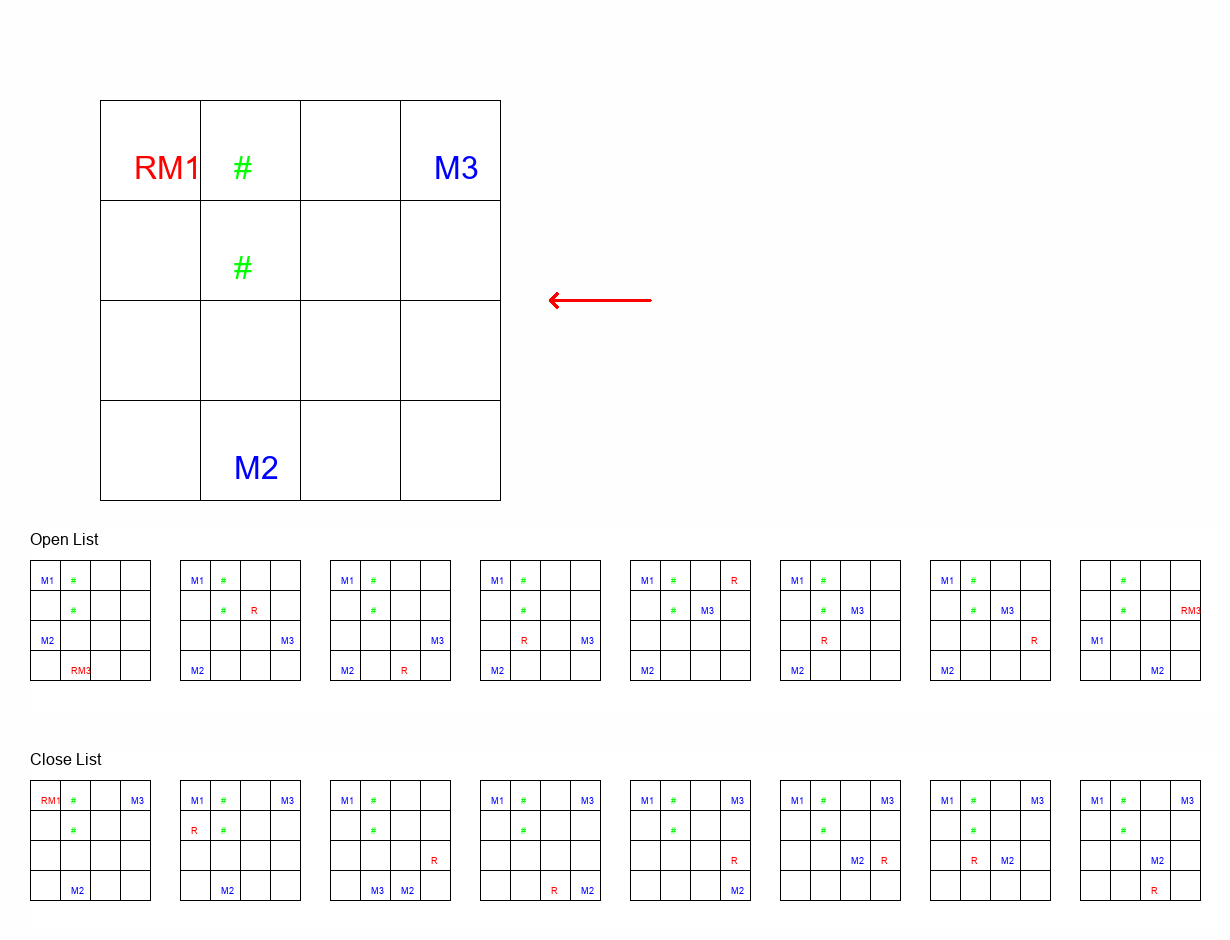 RM1 # M3
#
M2
Open List
M1 # M1 # M1 # M1 # M1 # R M1 # M1 # #
# # R # # # M3 # M3 # M3 # RM3
M2 M3 M3 R M3 R R M1
RM3 M2 M2 R M2 M2 M2 M2 M2
Close List
RM1 # M3 M1 # M3 M1 # M1 # M3 M1 # M3 M1 # M3 M1 # M3 M1 # M3
# R # # # # # # #
R R M2 R R M2 M2
M2 M2 M3 M2 R M2 M2 R